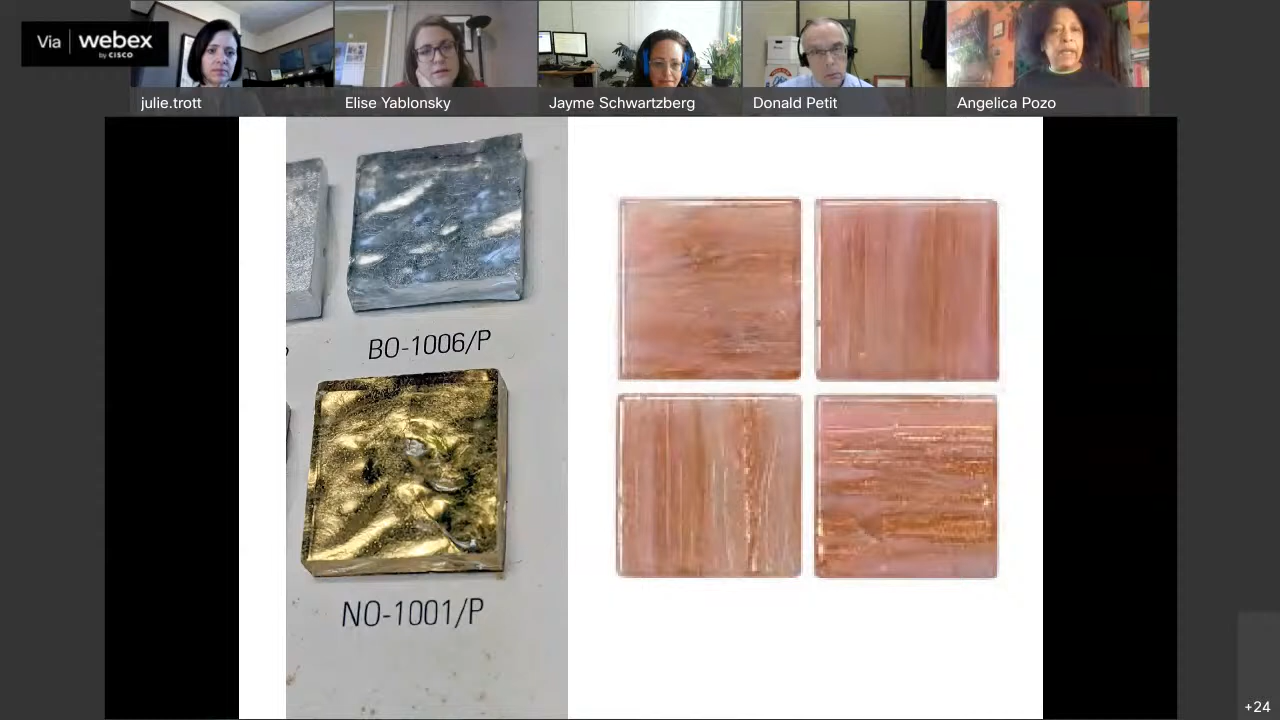 Via webex
by CISCO
julie.trott
Elise Yablonsky
Jayme Schwartzberg
Donald Petit
Angelica Pozo
BO-1006/P
NO-1001/P
+24